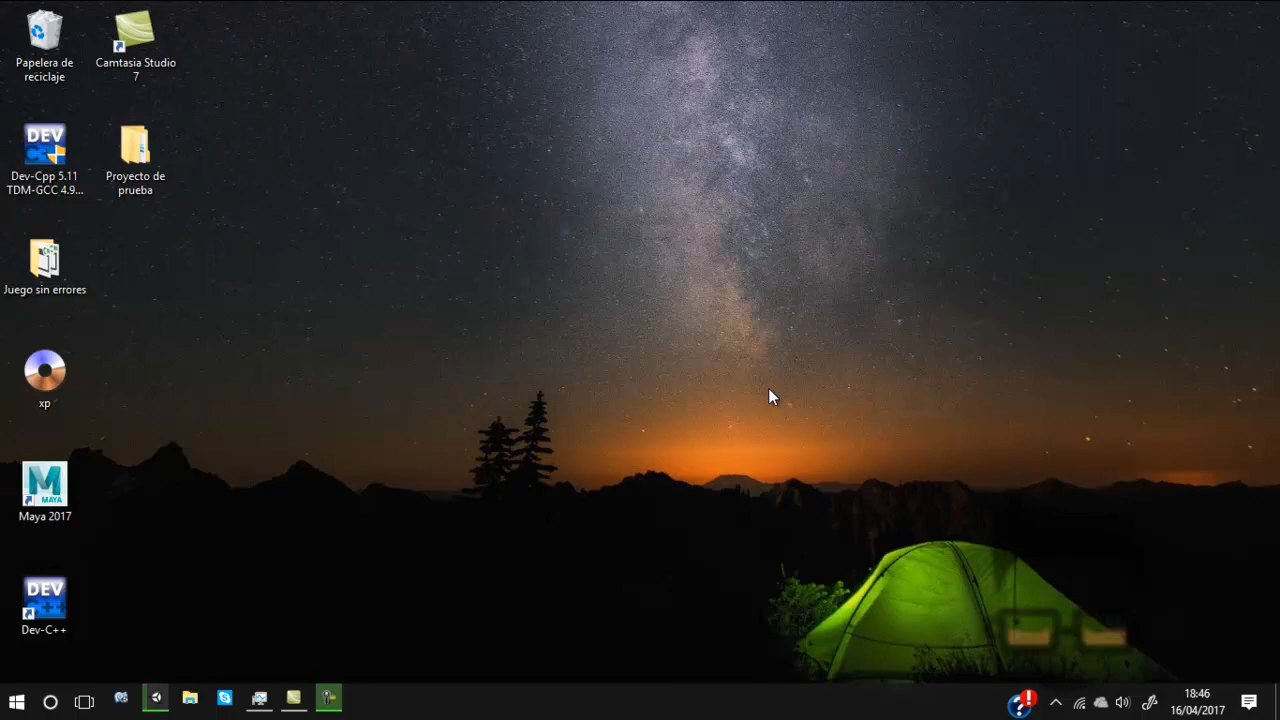 Papelera de
reciclaje
Camtasia Studio
7
DEV
Dev-Cpp 5.11
TDM-GCC 4.9...
Proyecto de
prueba
Juego sin errores
xp
M
MAYA
Maya 2017
DEV
C++
Dev-C++
18:46
16/04/2017